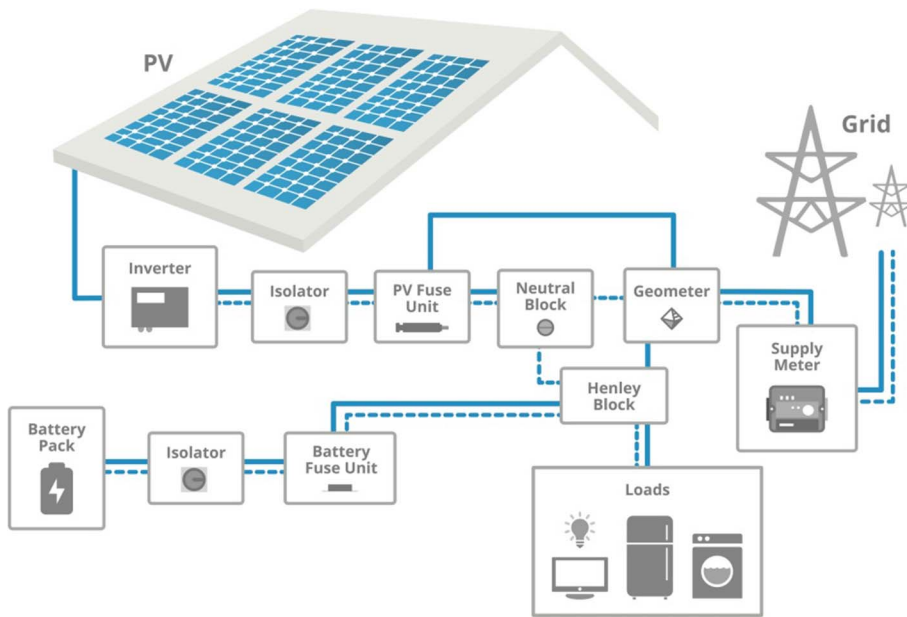 PV
Grid
Inverter
Isolator
PV Fuse
Unit
Neutral
Block
Geometer
Supply
Meter
Henley
Block
Battery
Pack
Isolator
Battery
Fuse Unit
Loads